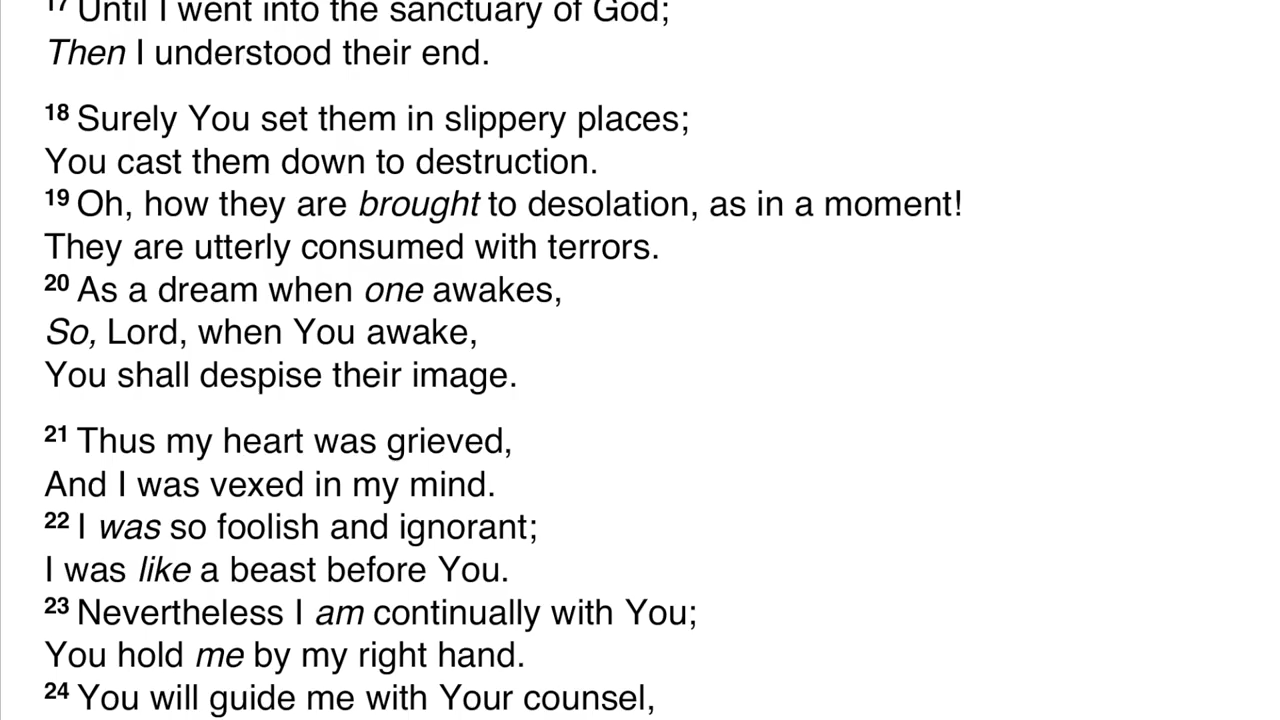 17 Until I went into the sanctuary of God;
Then I understood their end.
18 Surely You set them in slippery places;
You cast them down to destruction.
19 Oh, how they are brought to desolation, as in a moment!
They are utterly consumed with terrors.
20 As a dream when one awakes,
So, Lord, when You awake,
You shall despise their image.
21 Thus my heart was grieved,
And I was vexed in my mind.
22 I was so foolish and ignorant;
I was like a beast before You.
23 Nevertheless I am continually with You;
You hold me by my right hand.
24 You will guide me with Your counsel,